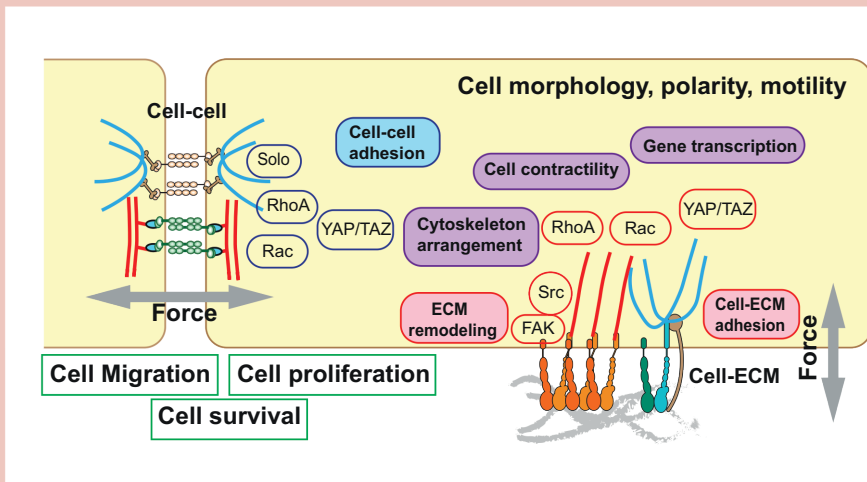 Cell morphology, polarity, motility
Cell-cell
Cell-cell
adhesion
Gene transcription
Solo
Cell contractility
RhoA
YAP/TAZ
Rac
Cytoskeleton
arrangement
RhoA
Rac
YAP/TAZ
Force
ECM
remodeling
Src
FAK
Cell-ECM
adhesion
Force
Cell-ECM
Cell Migration
Cell proliferation
Cell survival